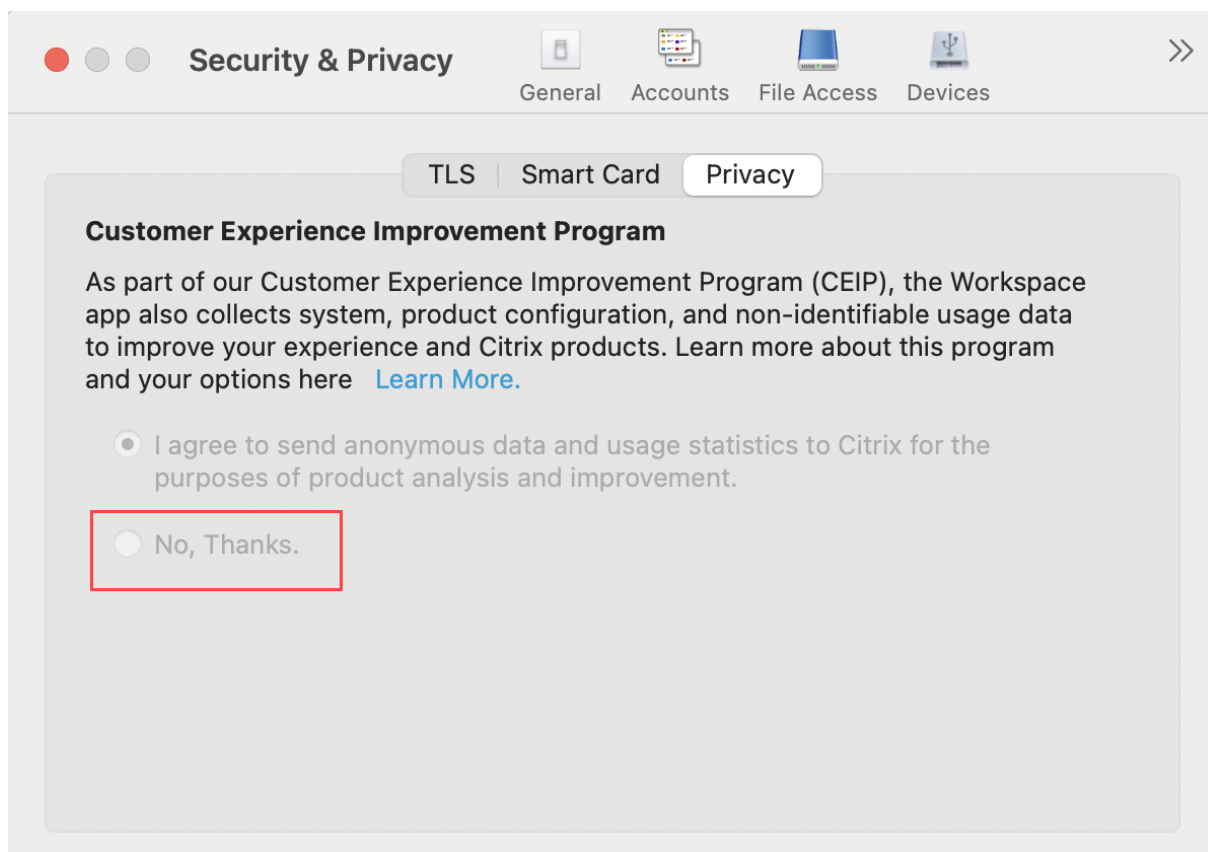 Security & Privacy
General
Accounts
File Access
Devices
TLS
Smart Card
Privacy
Customer Experience Improvement Program
As part of our Customer Experience Improvement Program (CEIP), the Workspace
app also collects system, product configuration, and non-identifiable usage data
to improve your experience and Citrix products. Learn more about this program
and your options here Learn More.
I agree to send anonymous data and usage statistics to Citrix for the
purposes of product analysis and improvement.
No, Thanks.